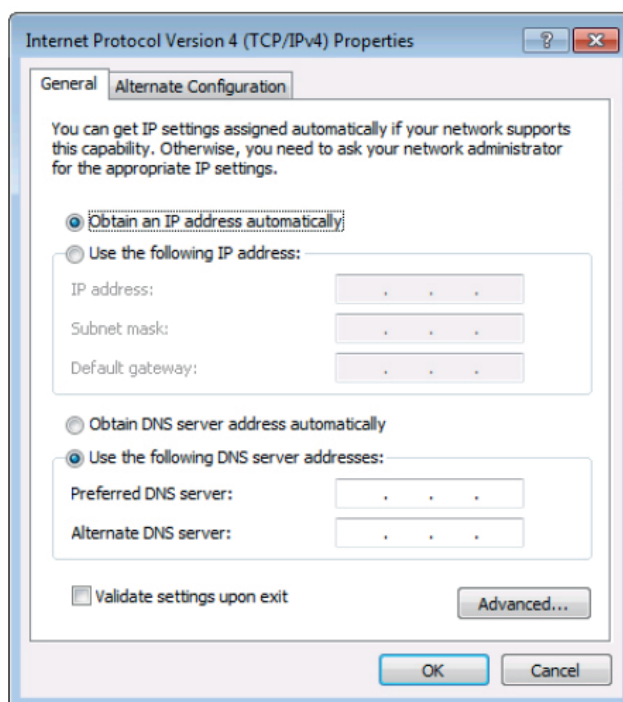 Internet Protocol Version 4 (TCP/IPv4) Properties
General
Alternate Configuration
You can get IP settings assigned automatically if your network supports
this capability. Otherwise, you need to ask your network administrator
for the appropriate IP settings.
Obtain an IP address automatically
Use the following IP address:
IP address: . . .
Subnet mask: . . .
Default gateway: . . .
Obtain DNS server address automatically
Use the following DNS server addresses:
Preferred DNS server: . . .
Alternate DNS server: . . .
Validate settings upon exit
Advanced...
OK
Cancel